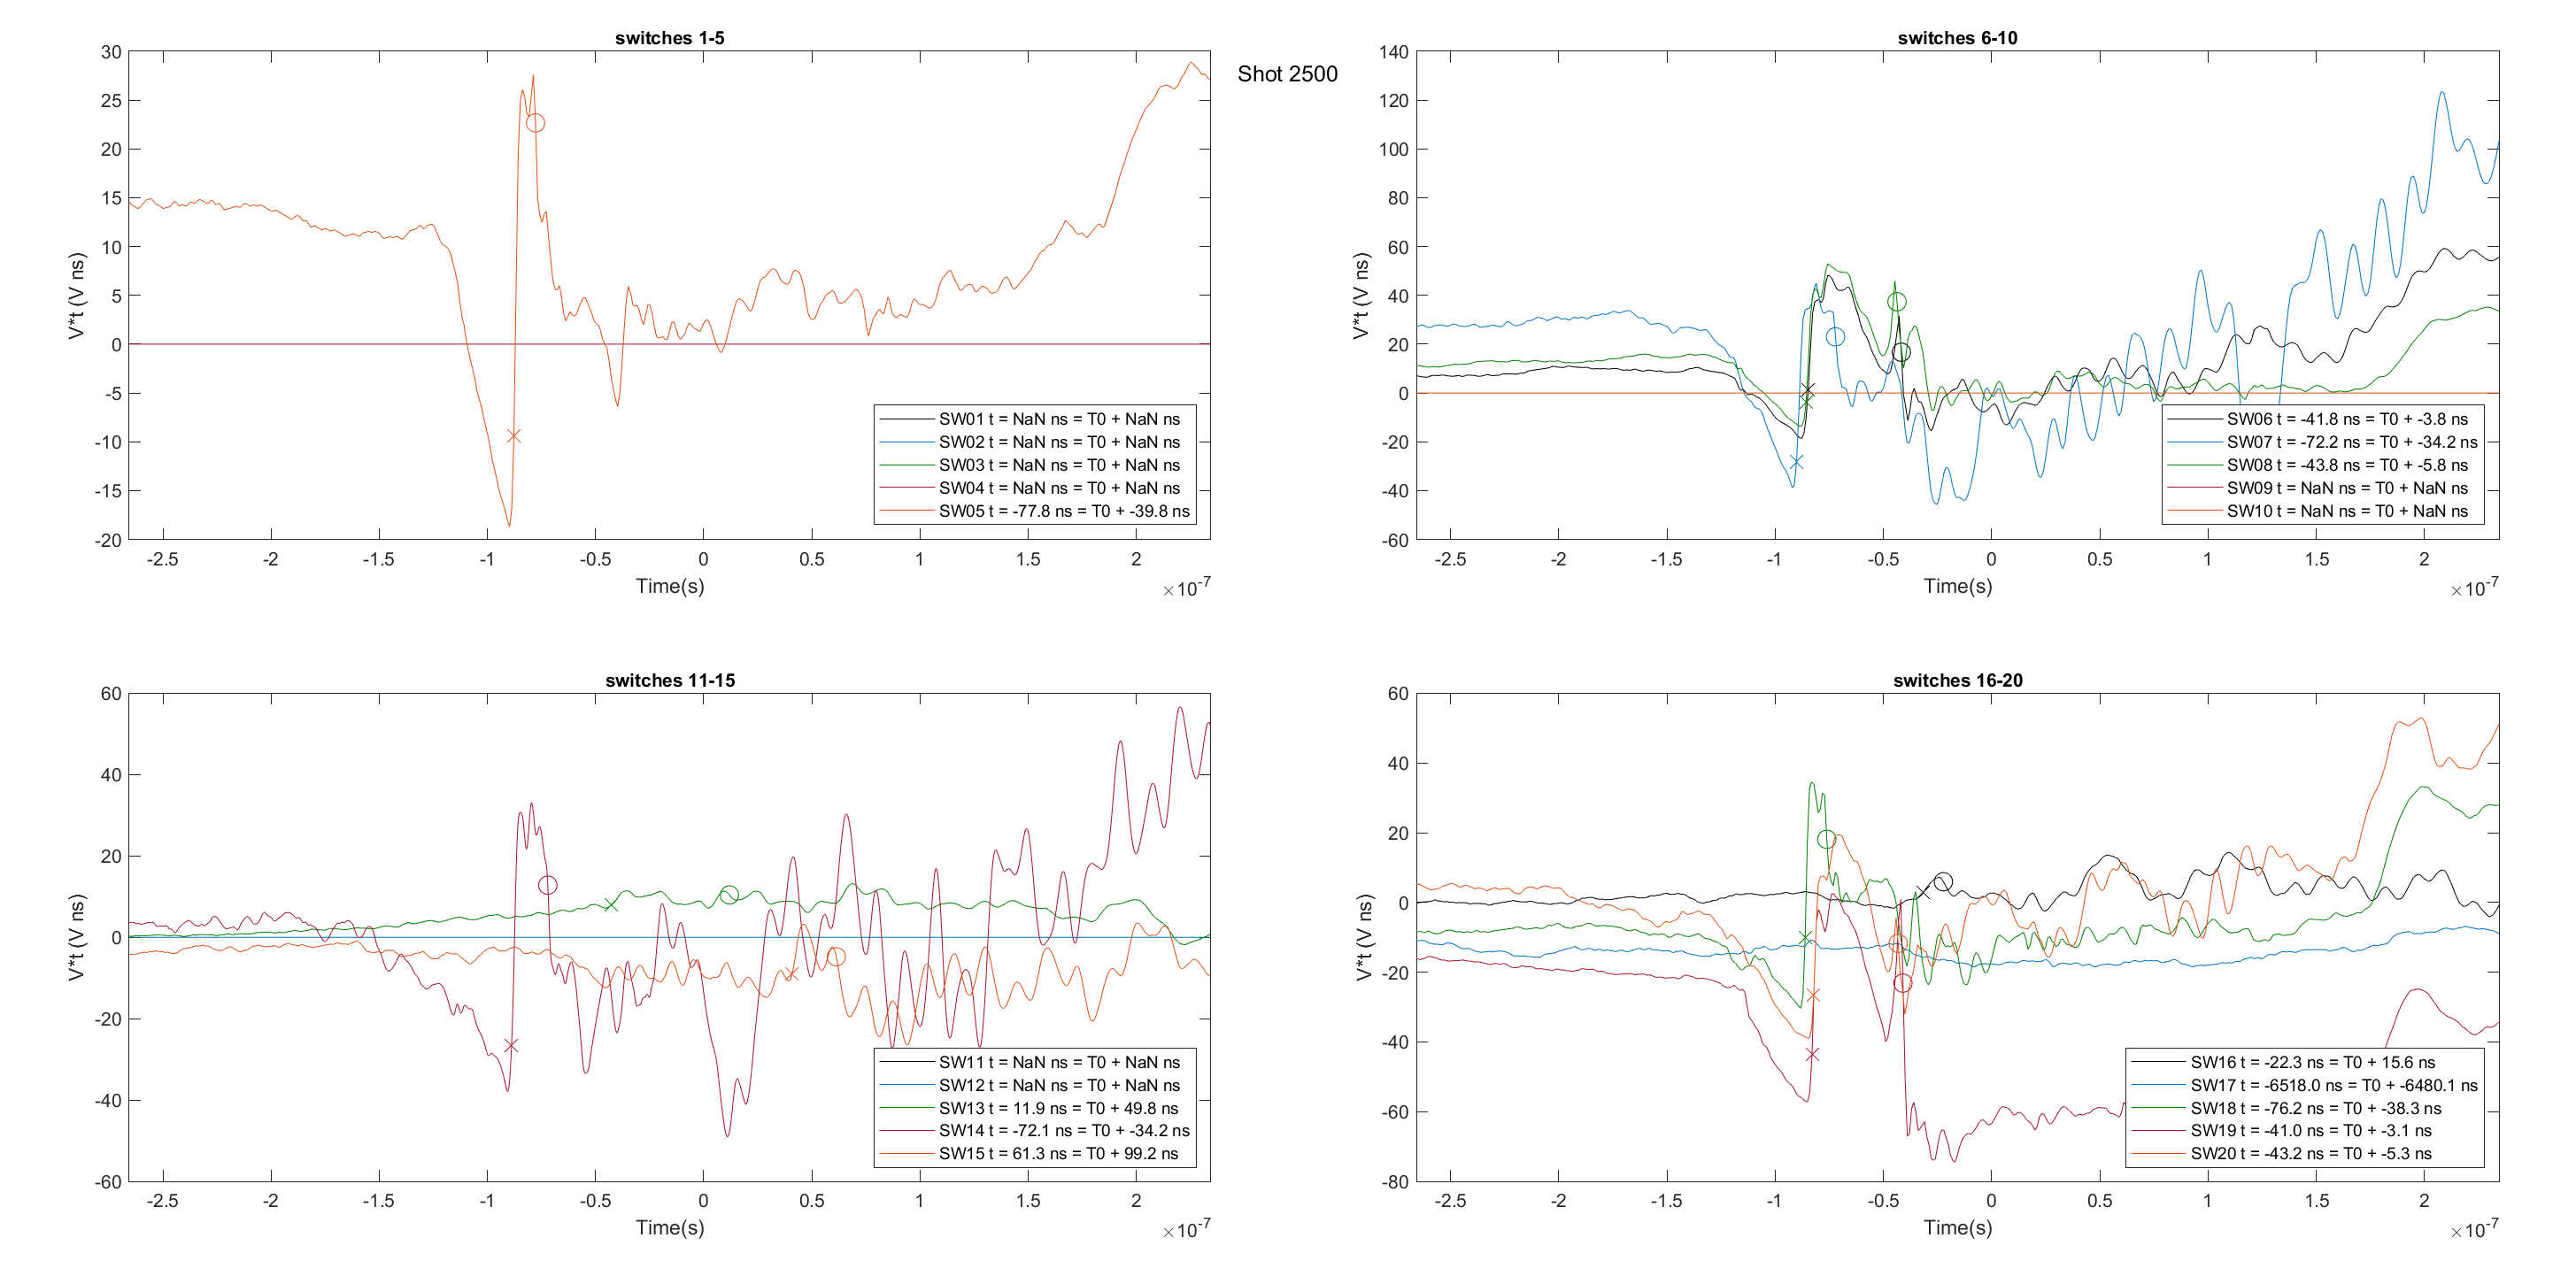 switches 1-5
30
25
20
15
10
5
0
-5
-10
-15
-20
V*t (V ns)
-2.5 -2 -1.5 -1 -0.5 0 0.5 1 1.5 2
Time(s)
×10-7
SW01 t = NaN ns = T0 + NaN ns
SW02 t = NaN ns = T0 + NaN ns
SW03 t = NaN ns = T0 + NaN ns
SW04 t = NaN ns = T0 + NaN ns
SW05 t = -77.8 ns = T0 + -39.8 ns
Shot 2500
switches 6-10
140
120
100
80
60
40
20
0
-20
-40
-60
V*t (V ns)
-2.5 -2 -1.5 -1 -0.5 0 0.5 1 1.5 2
Time(s)
×10-7
SW06 t = -41.8 ns = T0 + -3.8 ns
SW07 t = -72.2 ns = T0 + -34.2 ns
SW08 t = -43.8 ns = T0 + -5.8 ns
SW09 t = NaN ns = T0 + NaN ns
SW10 t = NaN ns = T0 + NaN ns
switches 11-15
60
40
20
0
-20
-40
-60
V*t (V ns)
-2.5 -2 -1.5 -1 -0.5 0 0.5 1 1.5 2
Time(s)
×10-7
SW11 t = NaN ns = T0 + NaN ns
SW12 t = NaN ns = T0 + NaN ns
SW13 t = 11.9 ns = T0 + 49.8 ns
SW14 t = -72.1 ns = T0 + -34.2 ns
SW15 t = 61.3 ns = T0 + 99.2 ns
switches 16-20
60
40
20
0
-20
-40
-60
-80
V*t (V ns)
-2.5 -2 -1.5 -1 -0.5 0 0.5 1 1.5 2
Time(s)
×10-7
SW16 t = -22.3 ns = T0 + 15.6 ns
SW17 t = -6518.0 ns = T0 + -6480.1 ns
SW18 t = -76.2 ns = T0 + -38.3 ns
SW19 t = -41.0 ns = T0 + -3.1 ns
SW20 t = -43.2 ns = T0 + -5.3 ns